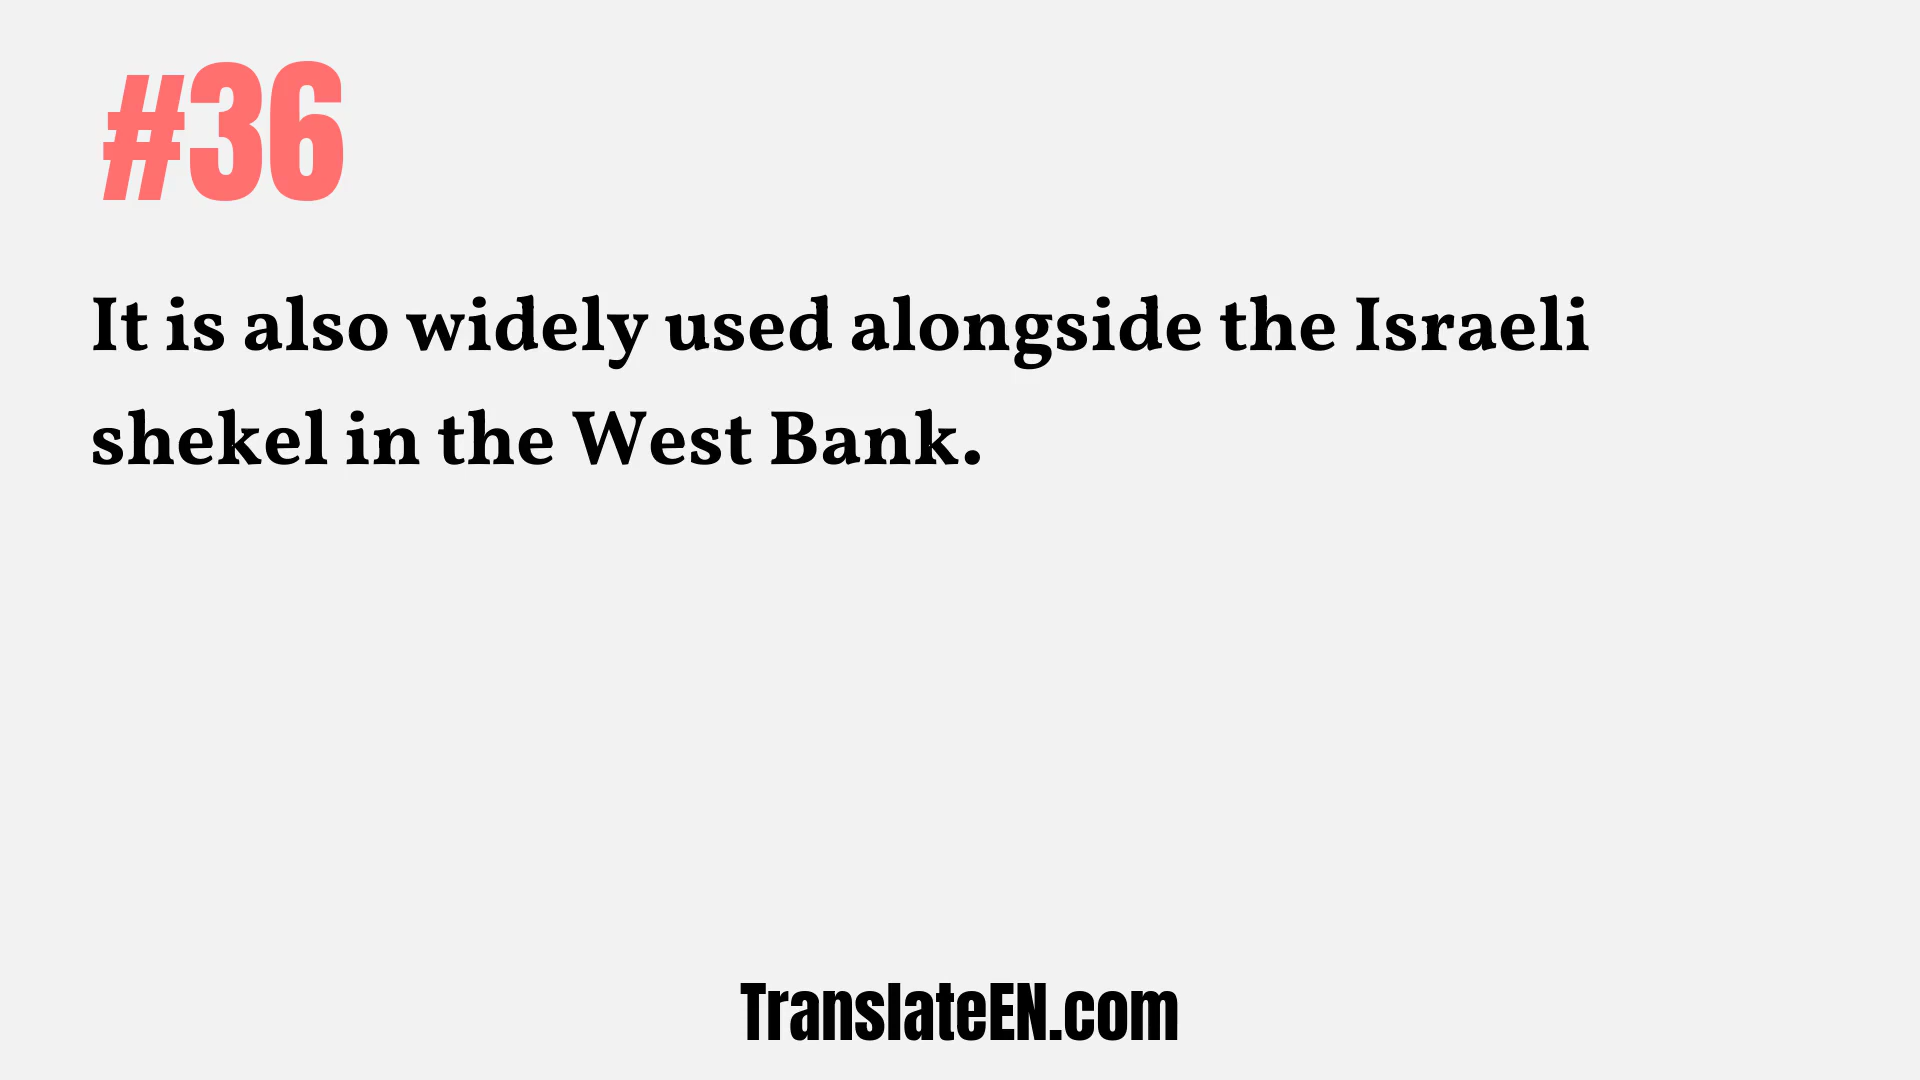 #36
It is also widely used alongside the Israeli
shekel in the West Bank.
TranslateEN.com